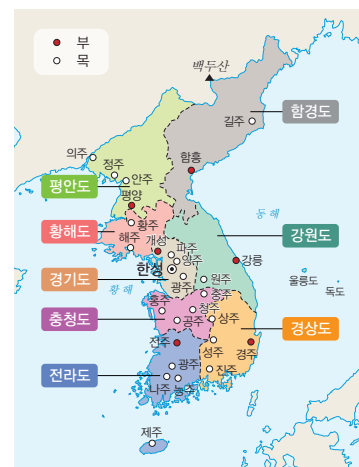 부
목
백두산
함경도
길주
의주
정주
안주
함흥
평안도
평양
동해
황해도
황주
해주
개성
파주
양주
한성
강원도
강릉
울릉도
독도
경기도
광주
원주
황해
충주
홍주
청주
충청도
공주
상주
경상도
전주
성주
경주
전라도
광주
진주
나주
능주
제주